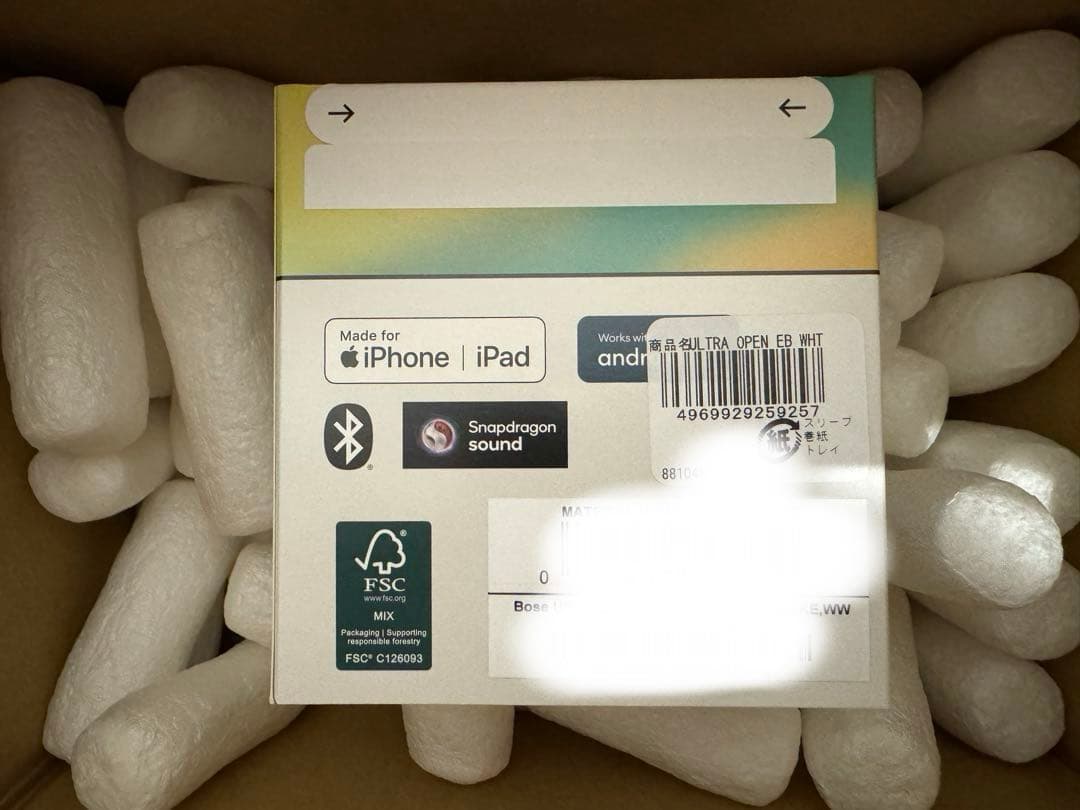 → ←
Made for
iPhone | iPad
Works
andr
商品名ULTRA OPEN EB WHT
4969929259257
紙
スリーブ
巻紙
トレイ
8810
Snapdragon
sound
FSC®
www.fsc.org
MIX
Packaging | Supporting
responsible forestry
FSC® C126093
MAT
0
Bose
E,WW